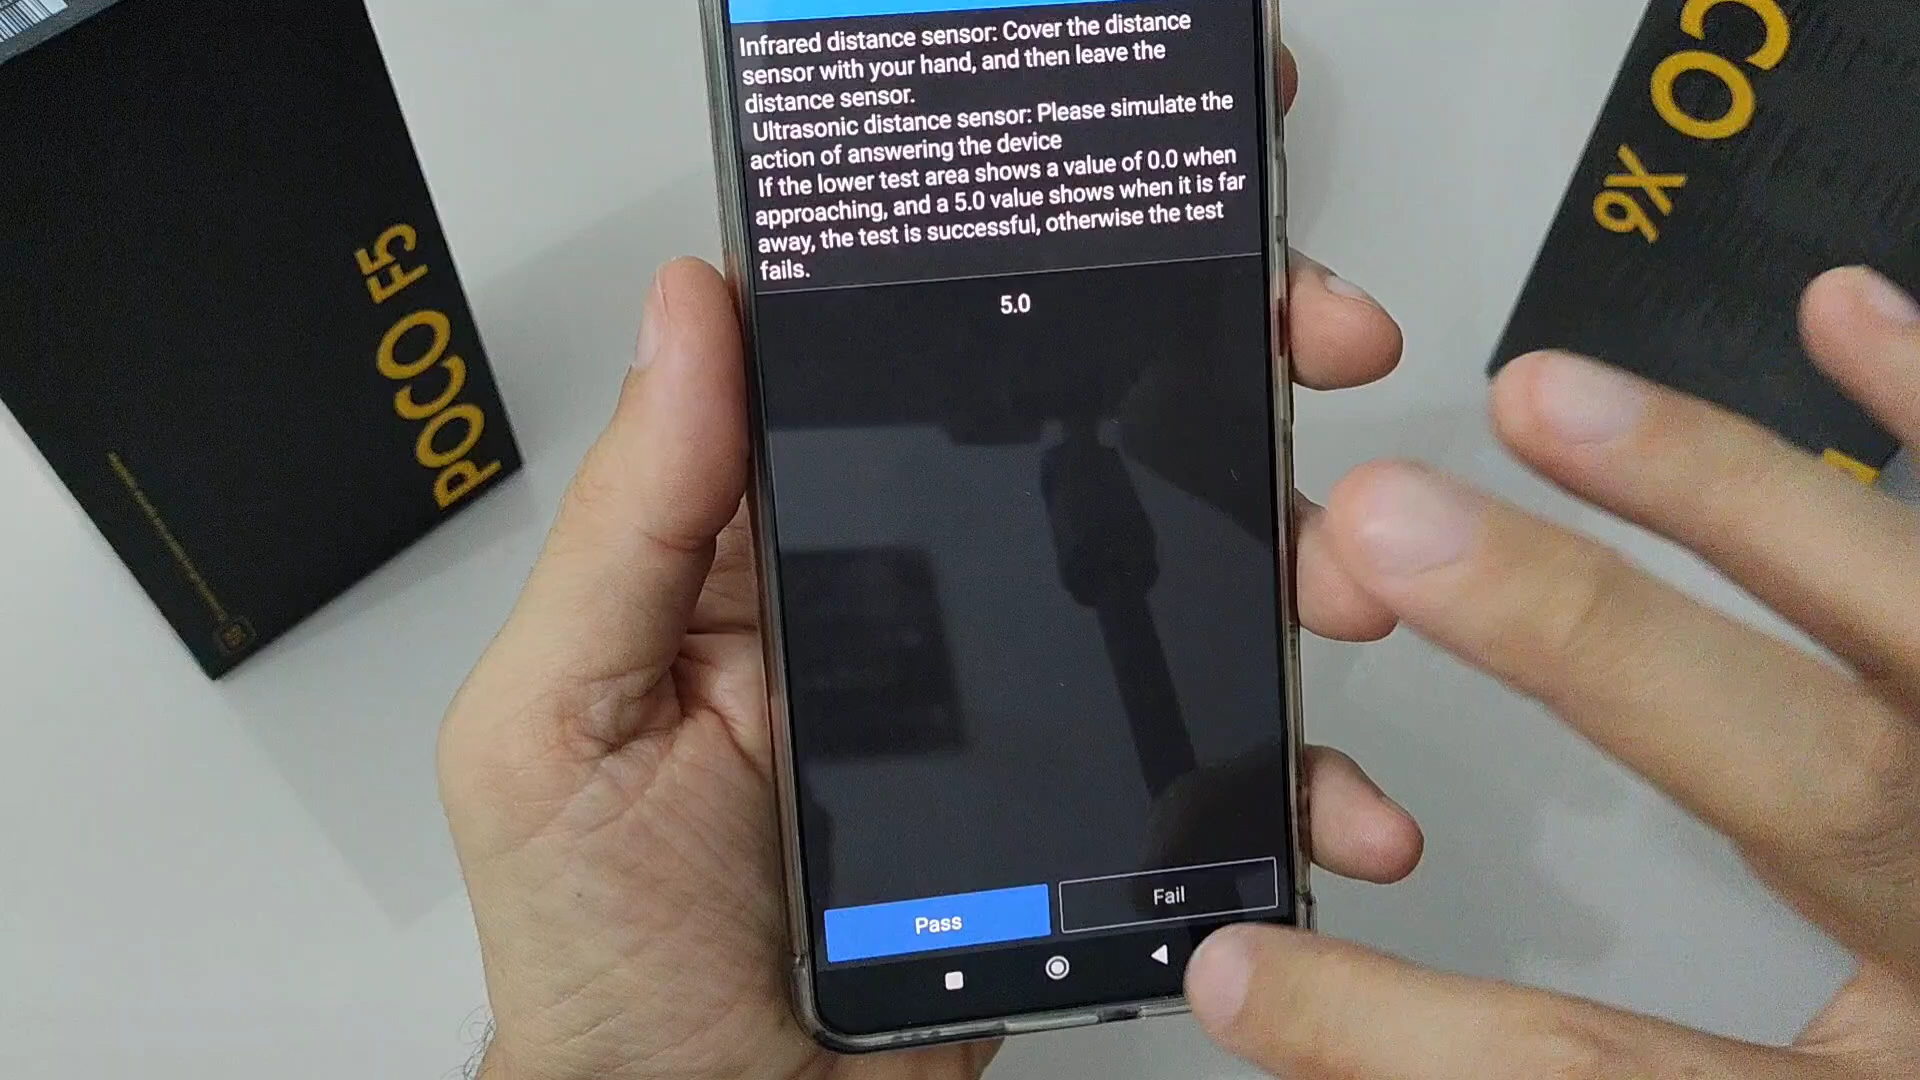 Infrared distance sensor: Cover the distance
sensor with your hand, and then leave the
distance sensor.
Ultrasonic distance sensor: Please simulate the
action of answering the device
If the lower test area shows a value of 0.0 when
approaching, and a 5.0 value shows when it is far
away, the test is successful, otherwise the test
fails.
5.0
Pass
Fail
POCO F5
CO
X6